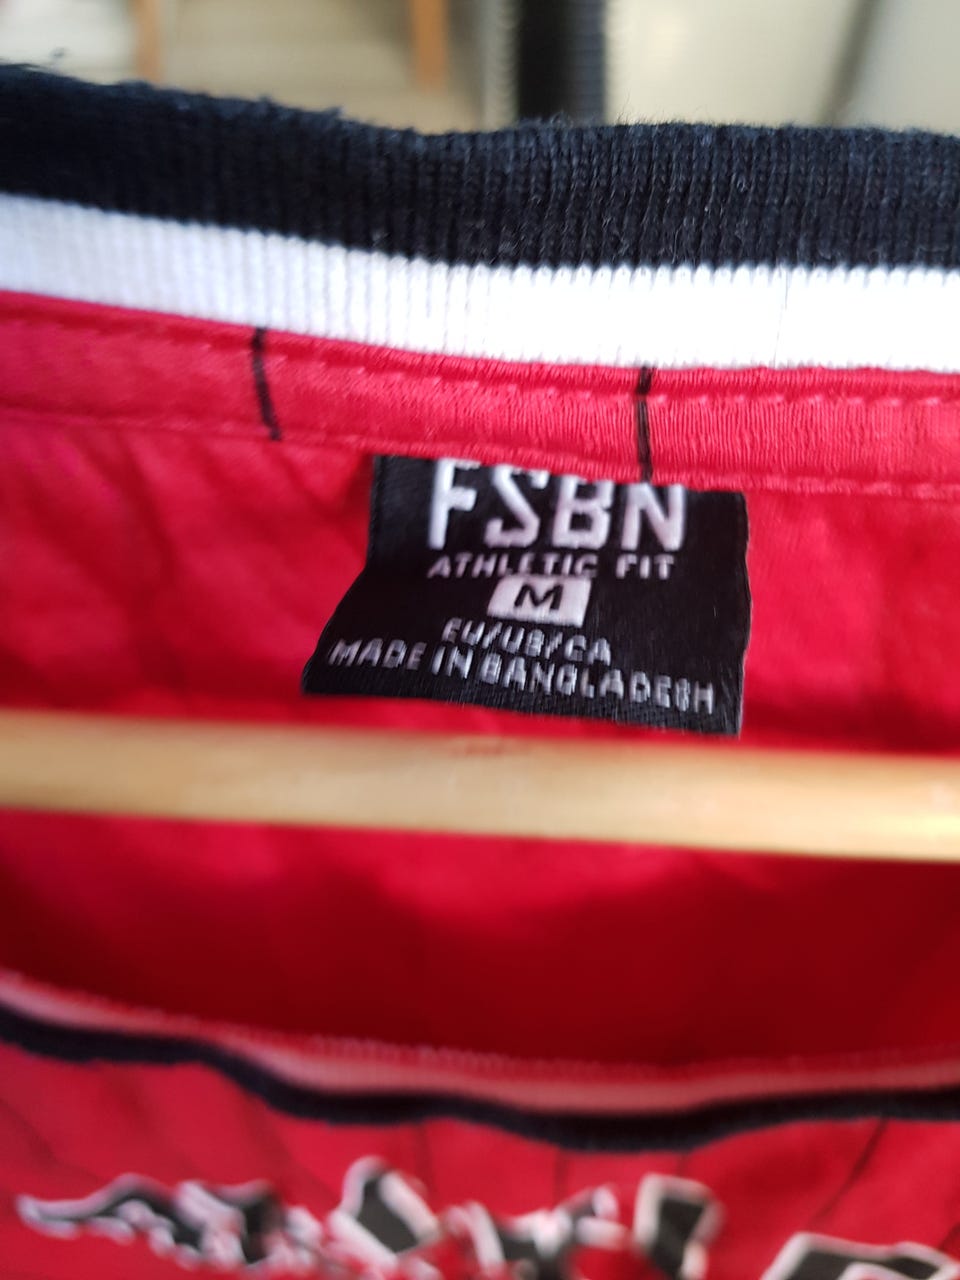 FSBN
ATHLETIC FIT
M
EU/US/CA
MADE IN BANGLADESH